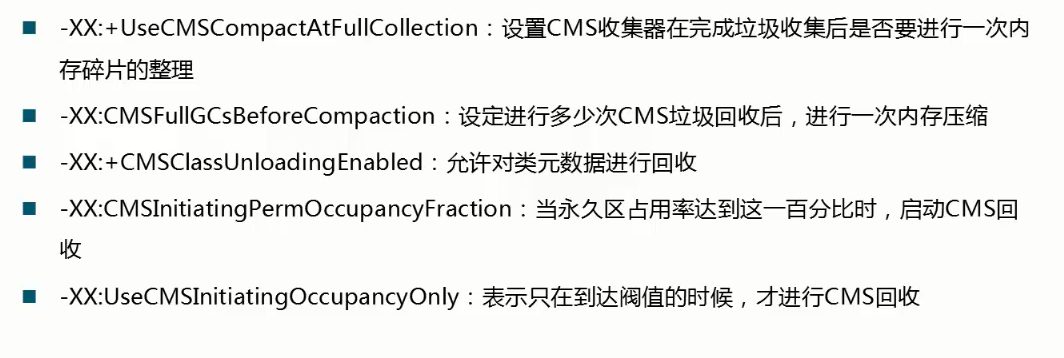 -XX:+UseCMSCompactAtFullCollection：设置CMS收集器在完成垃圾收集后是否要进行一次内
存碎片的整理
-XX:CMSFullGCsBeforeCompaction：设定进行多少次CMS垃圾回收后，进行一次内存压缩
-XX:+CMSClassUnloadingEnabled：允许对类元数据进行回收
-XX:CMSInitiatingPermOccupancyFraction：当永久区占用率达到这一百分比时，启动CMS回
收
-XX:UseCMSInitiatingOccupancyOnly：表示只在到达阀值的时候，才进行CMS回收